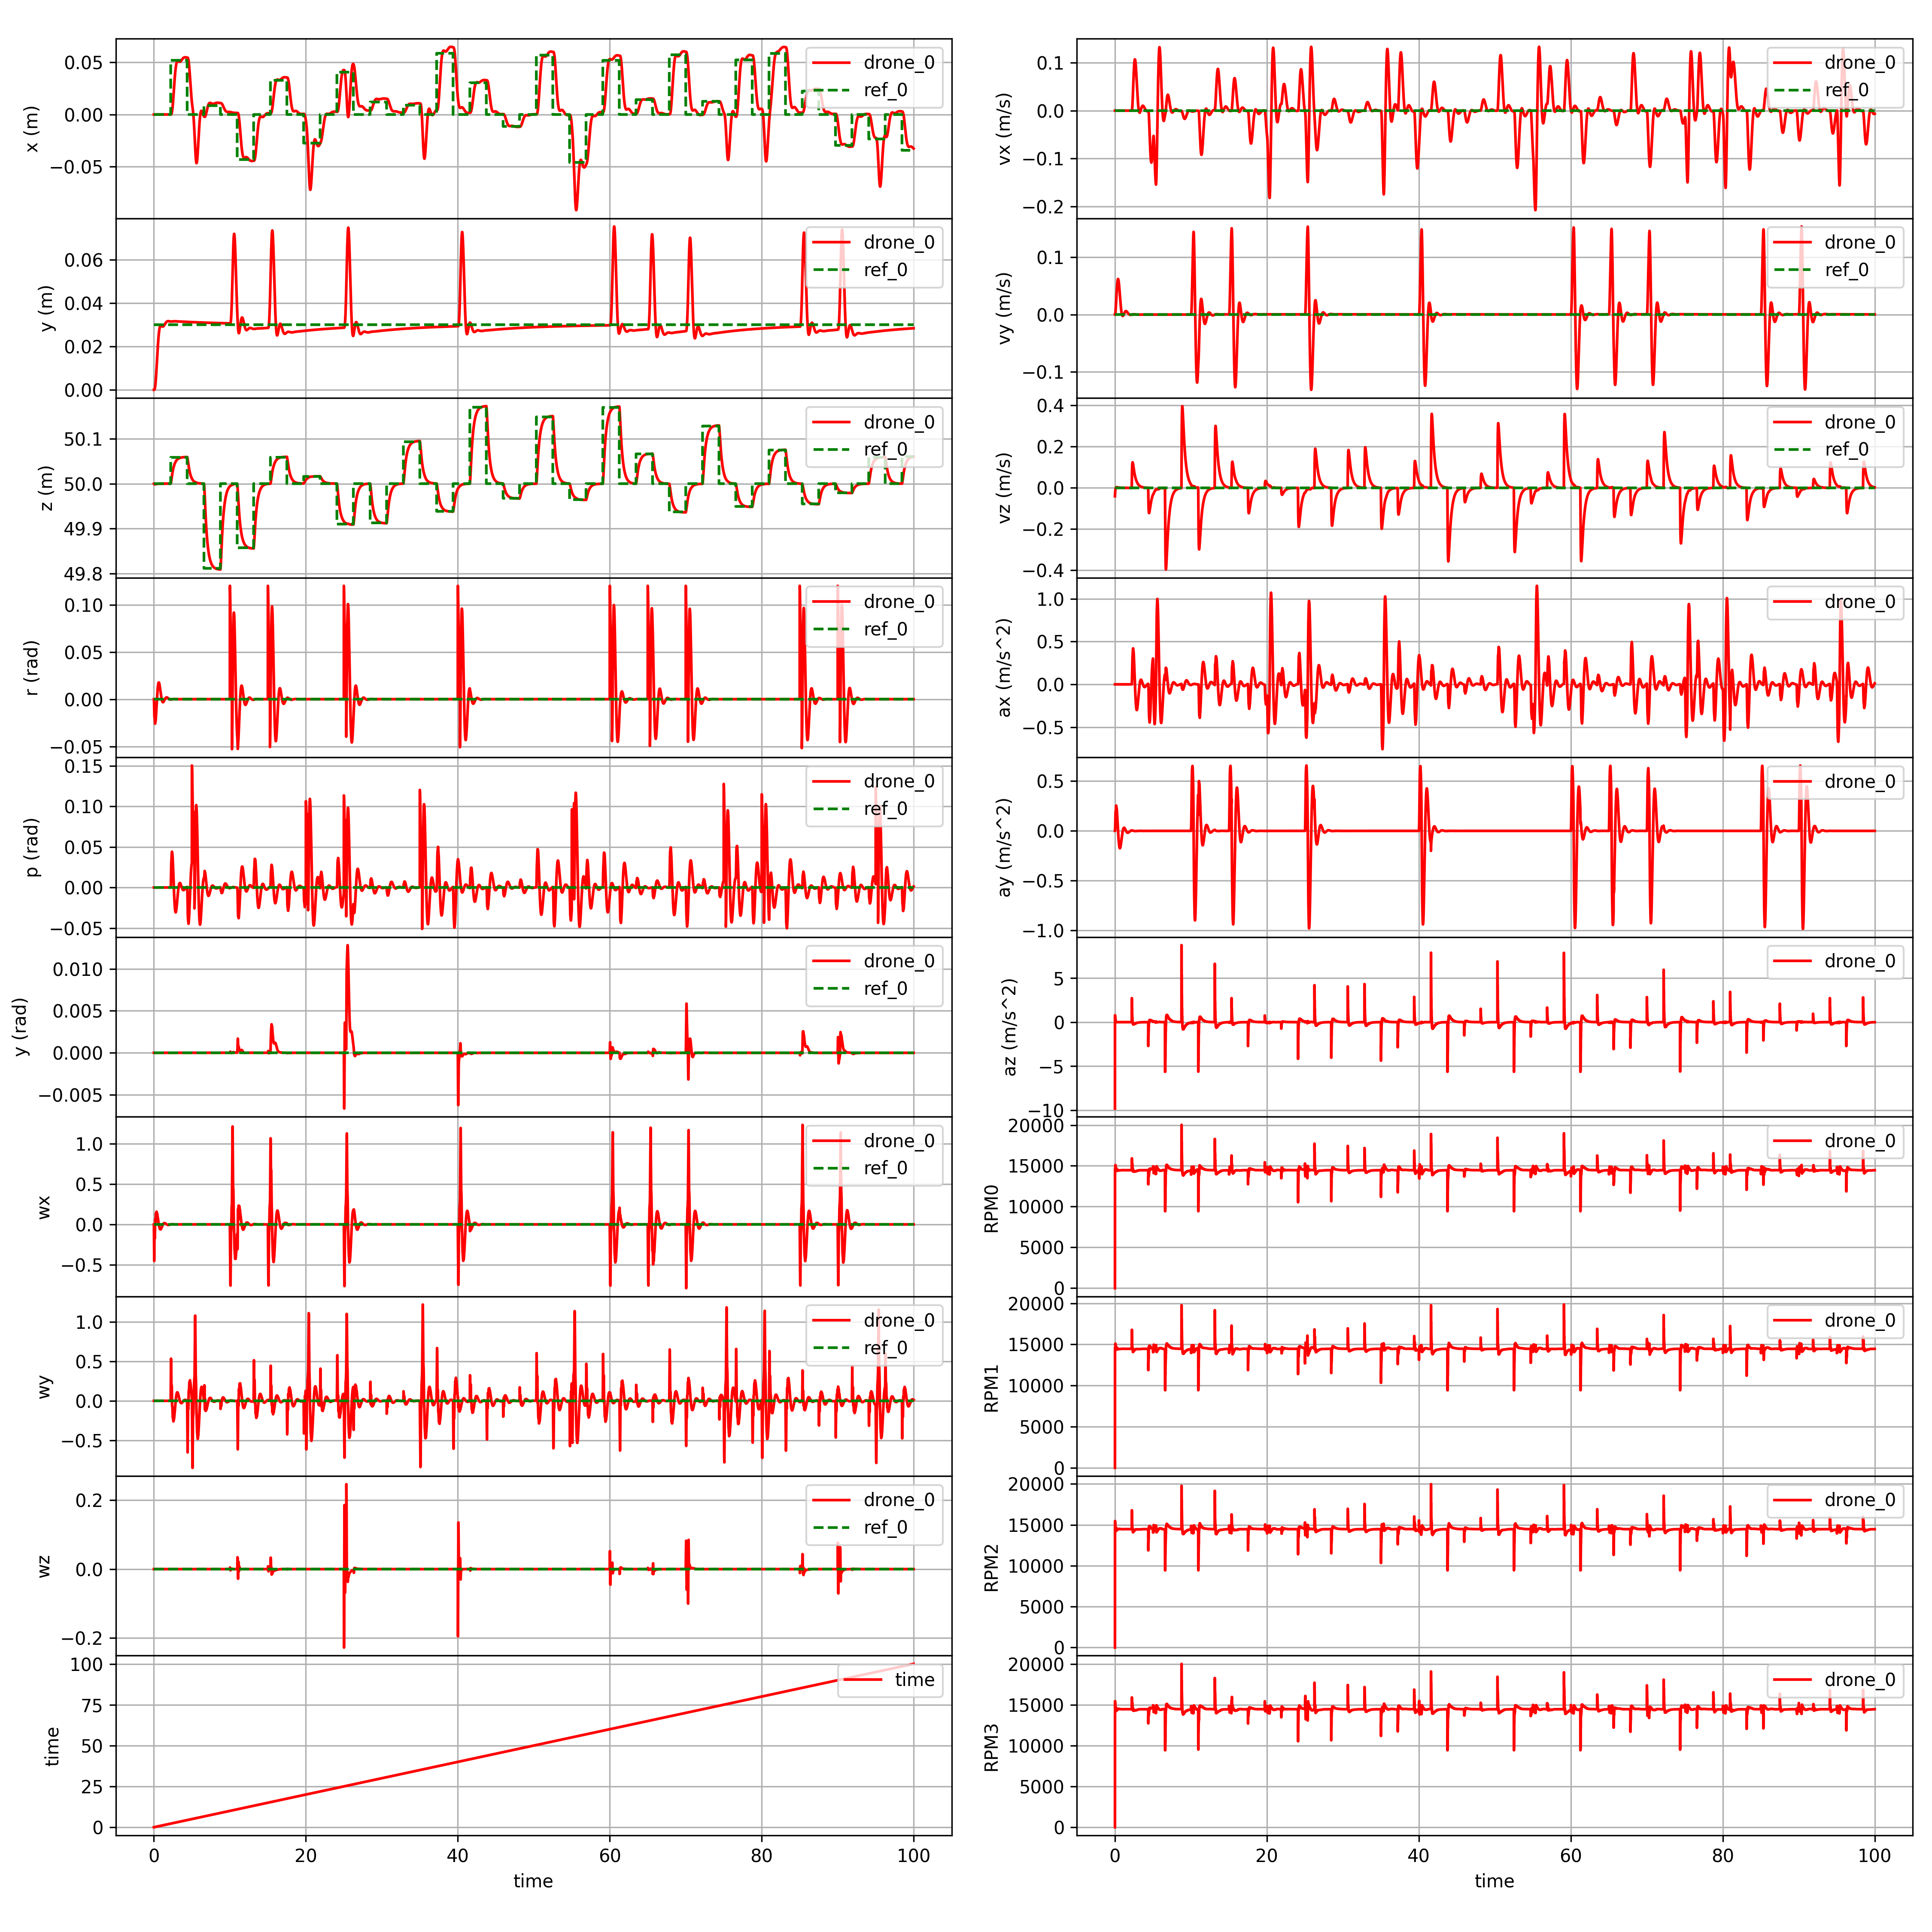 x (m)
0.05
0.00
−0.05
drone_0
ref_0
y (m)
0.06
0.04
0.02
0.00
drone_0
ref_0
z (m)
50.1
50.0
49.9
49.8
drone_0
ref_0
r (rad)
0.10
0.05
0.00
−0.05
drone_0
ref_0
p (rad)
0.15
0.10
0.05
0.00
−0.05
drone_0
ref_0
y (rad)
0.010
0.005
0.000
−0.005
drone_0
ref_0
wx
1.0
0.5
0.0
−0.5
drone_0
ref_0
wy
1.0
0.5
0.0
−0.5
drone_0
ref_0
wz
0.2
0.0
−0.2
drone_0
ref_0
time
100
75
50
25
0
time
0 20 40 60 80 100
time
vx (m/s)
0.1
0.0
−0.1
−0.2
drone_0
ref_0
vy (m/s)
0.1
0.0
−0.1
drone_0
ref_0
vz (m/s)
0.4
0.2
0.0
−0.2
−0.4
drone_0
ref_0
ax (m/s^2)
1.0
0.5
0.0
−0.5
drone_0
ay (m/s^2)
0.5
0.0
−0.5
−1.0
drone_0
az (m/s^2)
5
0
−5
−10
drone_0
RPM0
20000
15000
10000
5000
0
drone_0
RPM1
20000
15000
10000
5000
0
drone_0
RPM2
20000
15000
10000
5000
0
drone_0
RPM3
20000
15000
10000
5000
0
drone_0
0 20 40 60 80 100
time